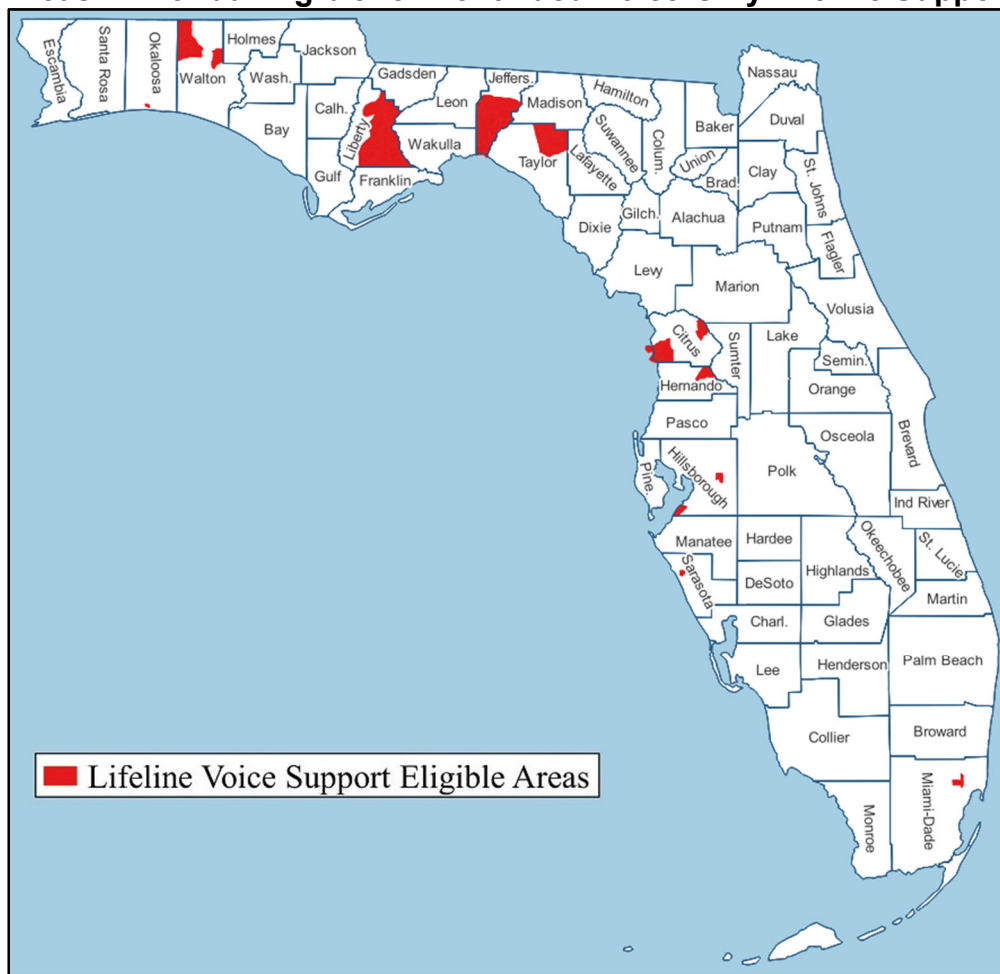 Escambia
Santa Rosa
Okaloosa
Walton
Holmes
Wash.
Jackson
Bay
Calh.
Gulf
Liberty
Gadsden
Franklin
Leon
Wakulla
Jeffers.
Madison
Taylor
Hamilton
Suwannee
Lafayette
Dixie
Colum.
Gilch.
Baker
Union
Brad.
Alachua
Levy
Nassau
Duval
Clay
St. Johns
Putnam
Flagler
Marion
Volusia
Citrus
Sumter
Lake
Semin.
Orange
Hernando
Pasco
Pine.
Hillsborough
Polk
Osceola
Brevard
Ind River
Manatee
Hardee
Highlands
Okeechobee
St. Lucie
Sarasota
DeSoto
Martin
Charl.
Glades
Lee
Henderson
Palm Beach
Collier
Broward
Monroe
Miami-Dade
Lifeline Voice Support Eligible Areas